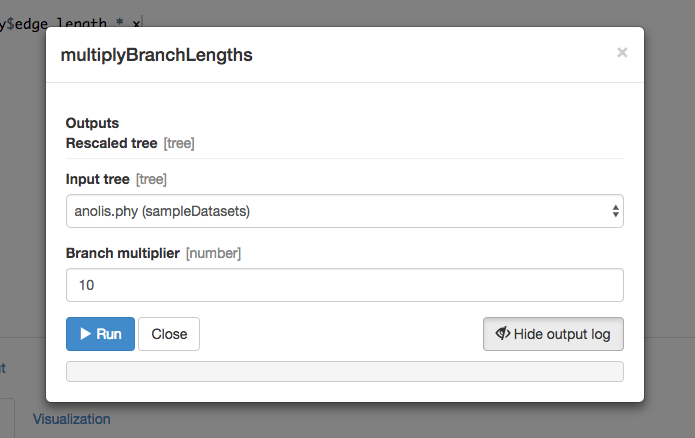 y$edge.length * x
multiplyBranchLengths ×
Outputs
Rescaled tree [tree]
Input tree [tree]
anolis.phy (sampleDatasets)
Branch multiplier [number]
10
Run Close Hide output log
Visualization